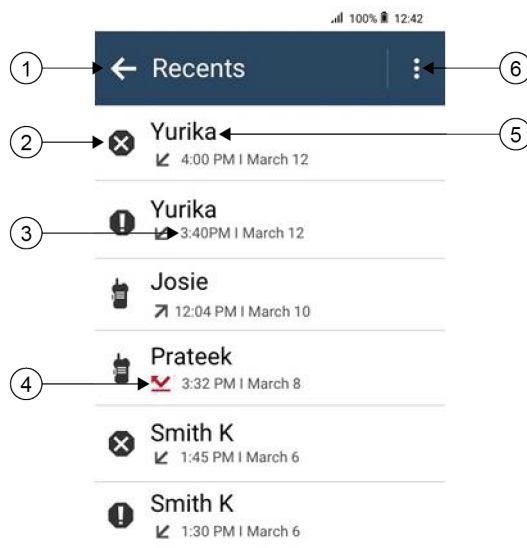 100% 12:42
1
Recents
6
Yurika
5
2
4:00 PM I March 12
Yurika
3
3:40PM I March 12
Josie
12:04 PM I March 10
Prateek
4
3:32 PM I March 8
Smith K
1:45 PM I March 6
Smith K
1:30 PM I March 6